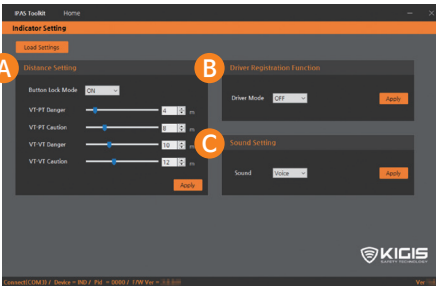 IPAS Toolkit Home
Indicator Setting
Load Settings
A
Distance Setting
Button Lock Mode ON
VT-PT Danger 4 m
VT-PT Caution 8 m
VT-VT Danger 10 m
VT-VT Caution 12 m
Apply
B
Driver Registration Function
Driver Mode OFF Apply
C
Sound Setting
Sound Voice Apply
KIGIS
SAFETY TECHNOLOGY
Connect(COM3) / Device = IND / Pid = 0000 / F/W Ver =
Ver